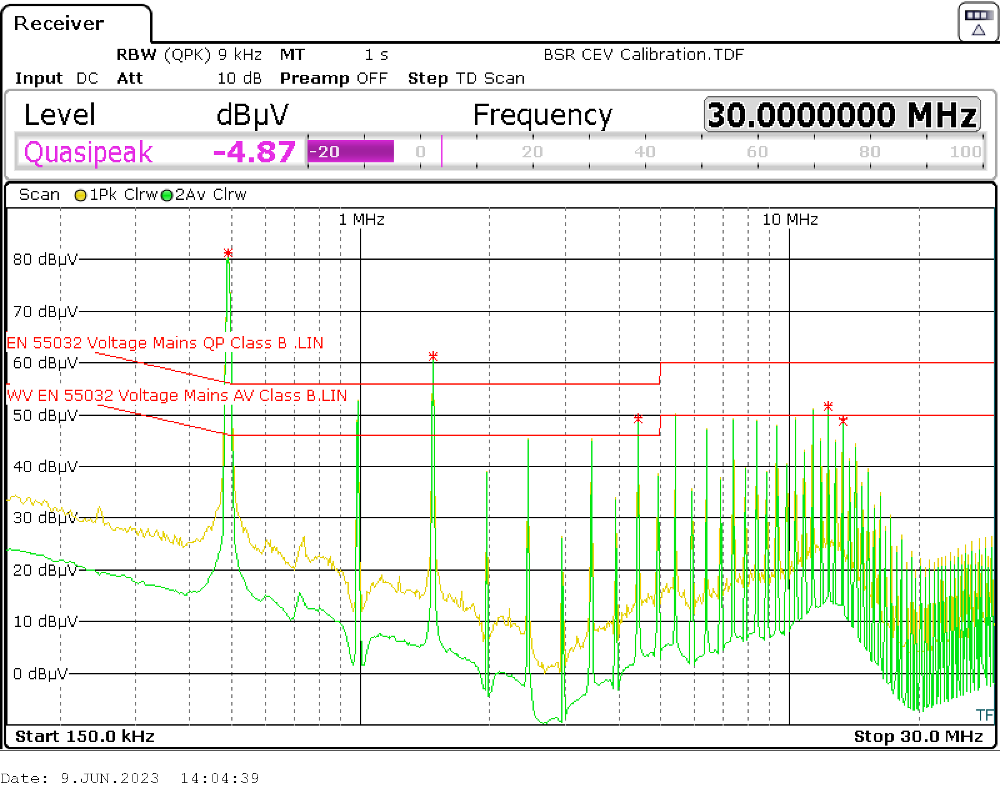 Receiver
RBW (QPK) 9 kHz MT 1 s BSR CEV Calibration.TDF
Input DC Att 10 dB Preamp OFF Step TD Scan
Level dBµV Frequency 30.0000000 MHz
Quasipeak -4.87 -20 0 20 40 60 80 100
Scan 1Pk Clrw 2Av Clrw
1 MHz 10 MHz
80 dBµV
70 dBµV
EN 55032 Voltage Mains QP Class B .LIN
60 dBµV
WV EN 55032 Voltage Mains AV Class B.LIN
50 dBµV
40 dBµV
30 dBµV
20 dBµV
10 dBµV
0 dBµV
TF
Start 150.0 kHz Stop 30.0 MHz
Date: 9.JUN.2023 14:04:39